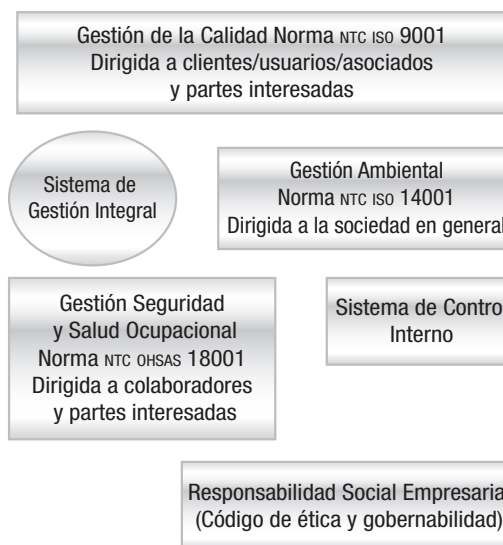 Gestión de la Calidad Norma NTC ISO 9001
Dirigida a clientes/usuarios/asociados
y partes interesadas
Sistema de
Gestión Integral
Gestión Ambiental
Norma NTC ISO 14001
Dirigida a la sociedad en general
Gestión Seguridad
y Salud Ocupacional
Norma NTC OHSAS 18001
Dirigida a colaboradores
y partes interesadas
Sistema de Contro
Interno
Responsabilidad Social Empresaria
(Código de ética y gobernabilidad)